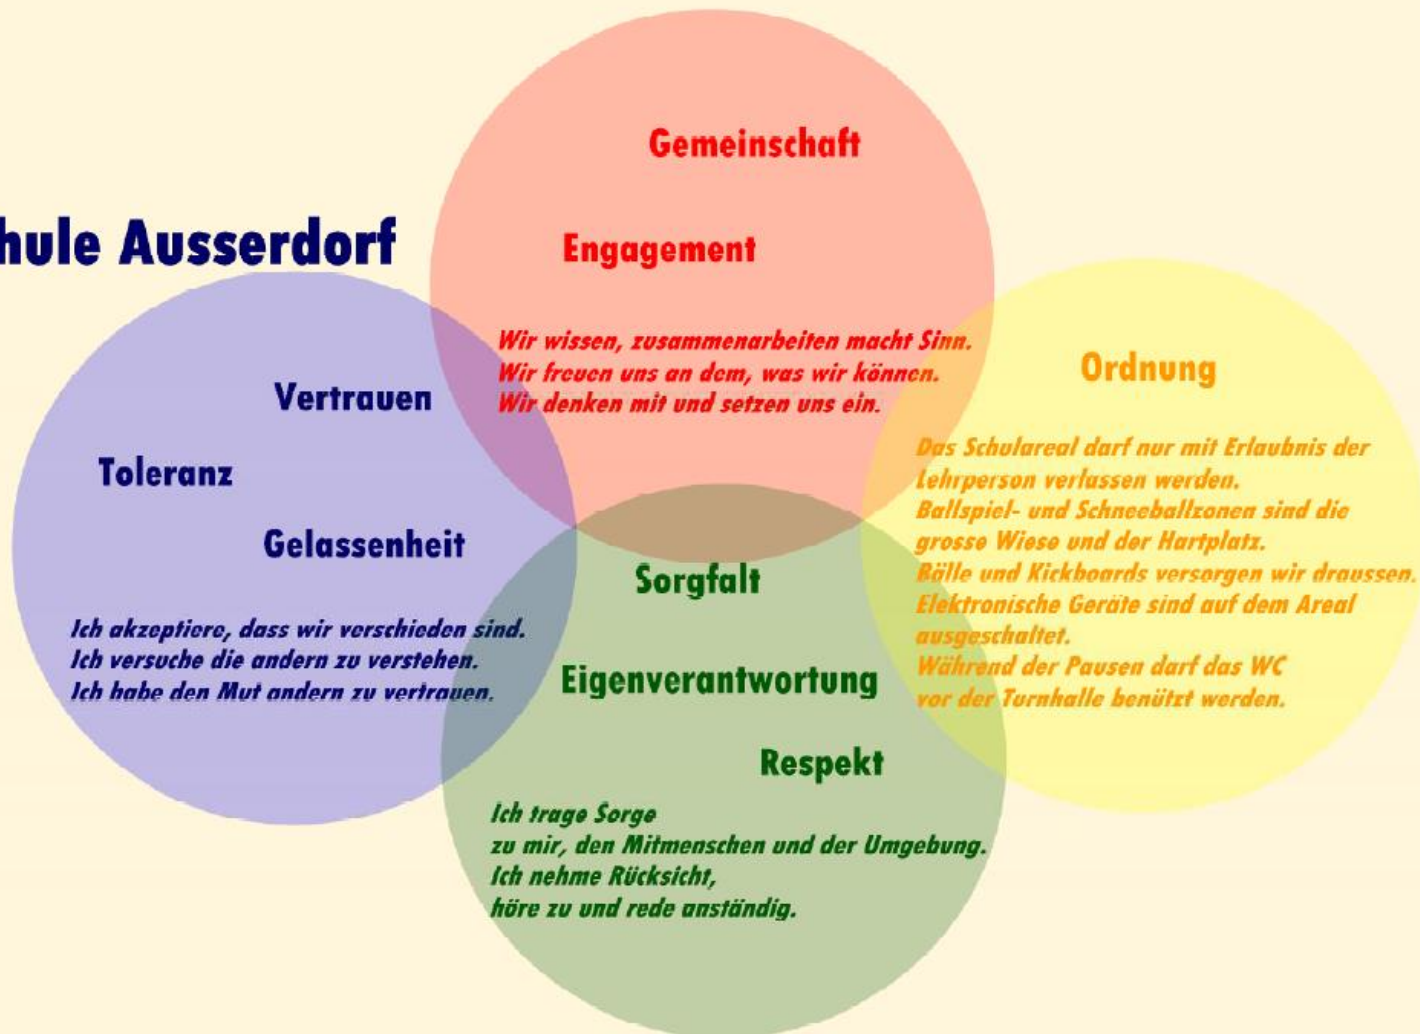 hule Ausserdorf
Gemeinschaft
Engagement
Wir wissen, zusammenarbeiten macht Sinn.
Wir freuen uns an dem, was wir können.
Wir denken mit und setzen uns ein.
Vertrauen
Toleranz
Gelassenheit
Ich akzeptiere, dass wir verschieden sind.
Ich versuche die andern zu verstehen.
Ich habe den Mut andern zu vertrauen.
Sorgfalt
Eigenverantwortung
Respekt
Ich trage Sorge
zu mir, den Mitmenschen und der Umgebung.
Ich nehme Rücksicht,
höre zu und rede anständig.
Ordnung
Das Schulareal darf nur mit Erlaubnis der
Lehrperson verlassen werden.
Ballspiel- und Schneeballzonen sind die
grosse Wiese und der Hartplatz.
Bälle und Kickboards versorgen wir draussen.
Elektronische Geräte sind auf dem Areal
ausgeschaltet.
Während der Pausen darf das WC
vor der Turnhalle benützt werden.